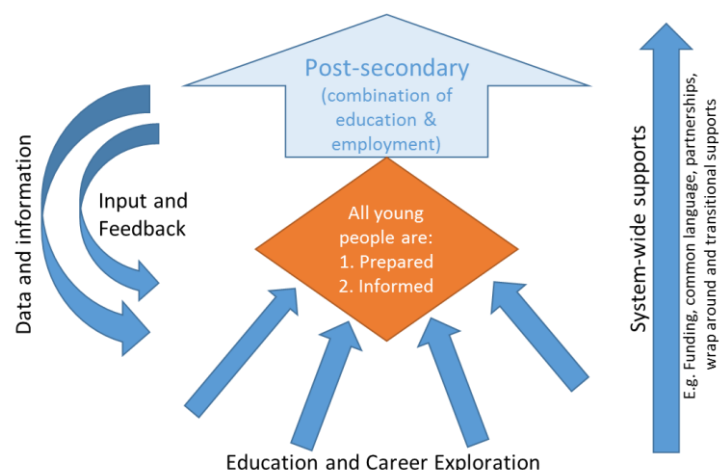 Post-secondary
(combination of
education &
employment)
Data and information
Input and
Feedback
All young
people are:
1. Prepared
2. Informed
System-wide supports
E.g. Funding, common language, partnerships,
wrap around and transitional supports
Education and Career Exploration